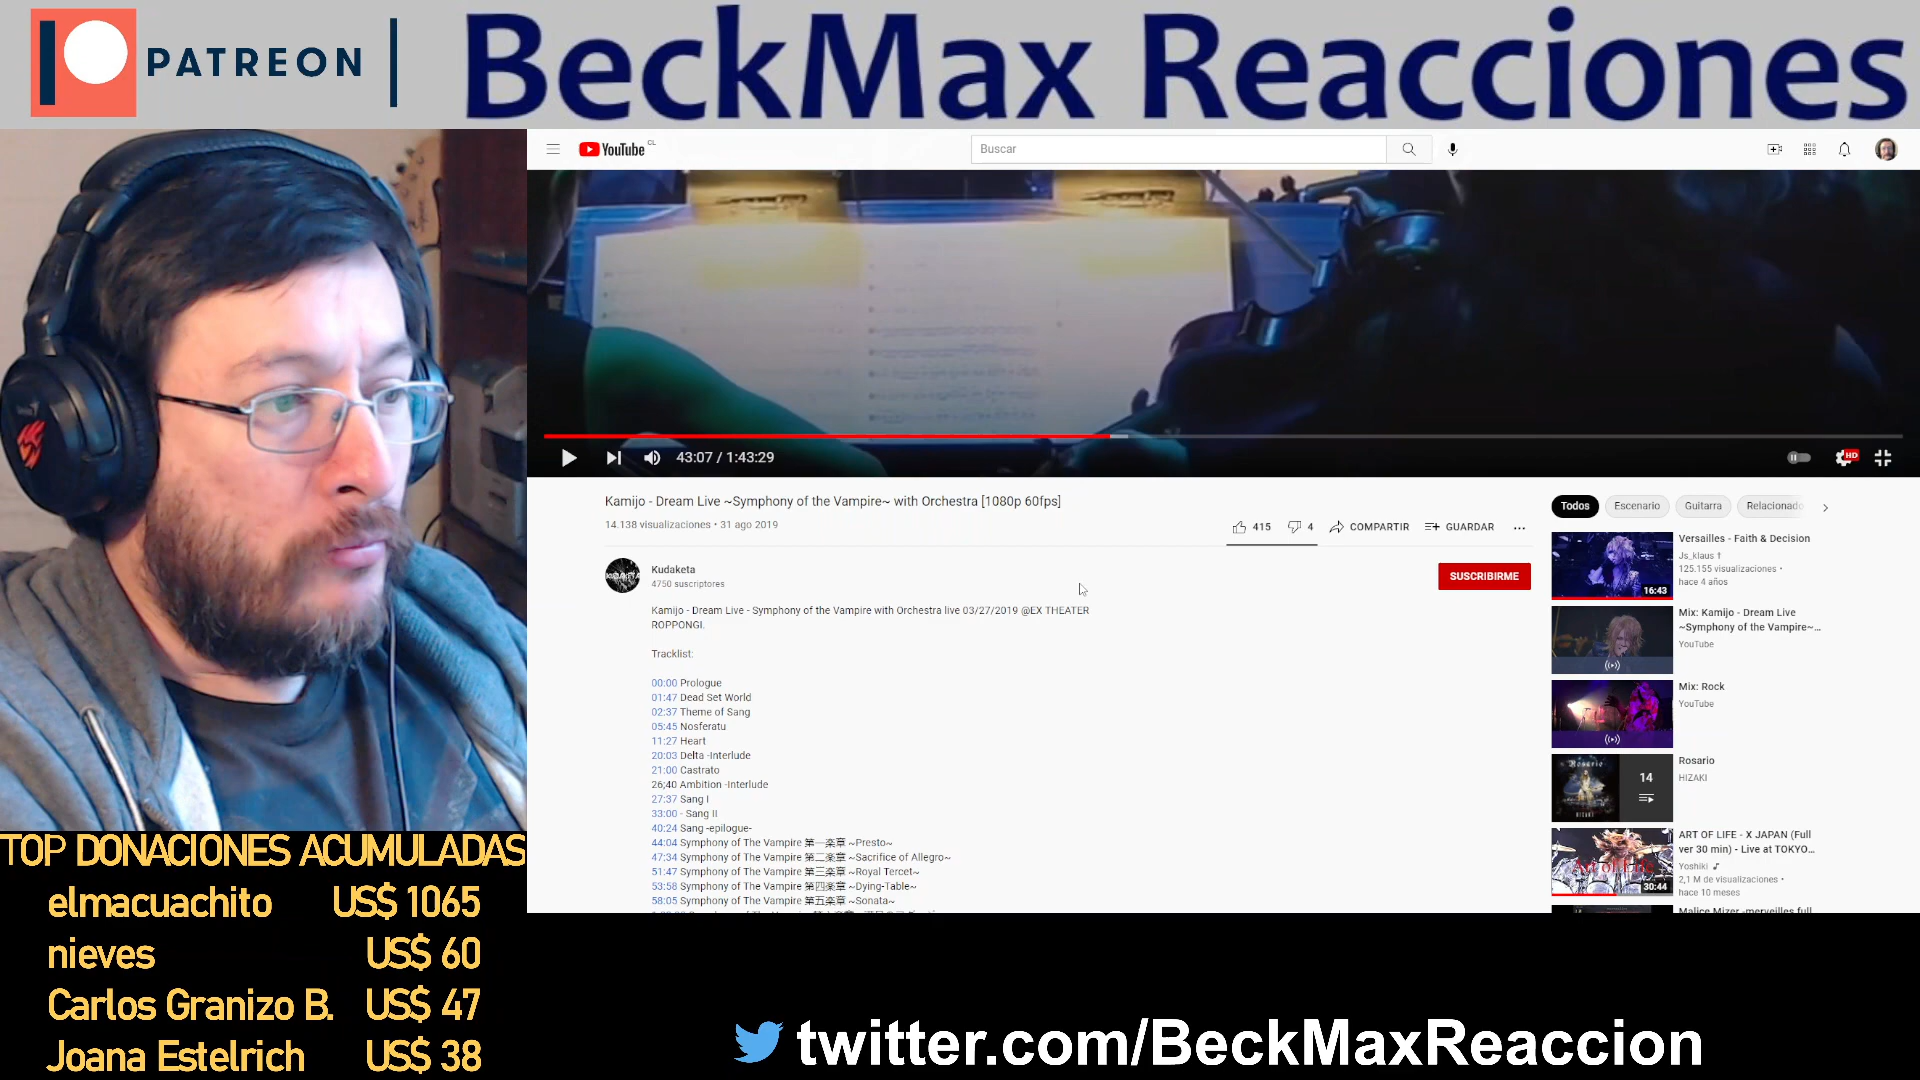 PATREON
BeckMax Reacciones
YouTube CL
Buscar
43:07 / 1:43:29
HD
Kamijo - Dream Live ~Symphony of the Vampire~ with Orchestra [1080p 60fps]
14.138 visualizaciones • 31 ago 2019
415
4
COMPARTIR
GUARDAR
Kudaketa
4750 suscriptores
SUSCRIBIRME
Kamijo - Dream Live - Symphony of the Vampire with Orchestra live 03/27/2019 @EX THEATER
ROPPONGI.
Tracklist:
00:00 Prologue
01:47 Dead Set World
02:37 Theme of Sang
05:45 Nosferatu
11:27 Heart
20:03 Delta -Interlude
21:00 Castrato
26;40 Ambition -Interlude
27:37 Sang I
33:00 - Sang II
40:24 Sang -epilogue-
44:04 Symphony of The Vampire 第一楽章 ~Presto~
47:34 Symphony of The Vampire 第二楽章 ~Sacrifice of Allegro~
51:47 Symphony of The Vampire 第三楽章 ~Royal Tercet~
53:58 Symphony of The Vampire 第四楽章 ~Dying-Table~
58:05 Symphony of The Vampire 第五楽章 ~Sonata~
Todos
Escenario
Guitarra
Relacionado
Versailles - Faith & Decision
Js_klaus †
125.155 visualizaciones •
hace 4 años
16:43
Mix: Kamijo - Dream Live
~Symphony of the Vampire~...
YouTube
Mix: Rock
YouTube
Rosario
HIZAKI
14
ART OF LIFE - X JAPAN (Full
ver 30 min) - Live at TOKYO...
Yoshiki
2,1 M de visualizaciones •
hace 10 meses
30:44
Malice Mizer -merveilles full
TOP DONACIONES ACUMULADAS
elmacuachito US$ 1065
nieves US$ 60
Carlos Granizo B. US$ 47
Joana Estelrich US$ 38
twitter.com/BeckMaxReaccion